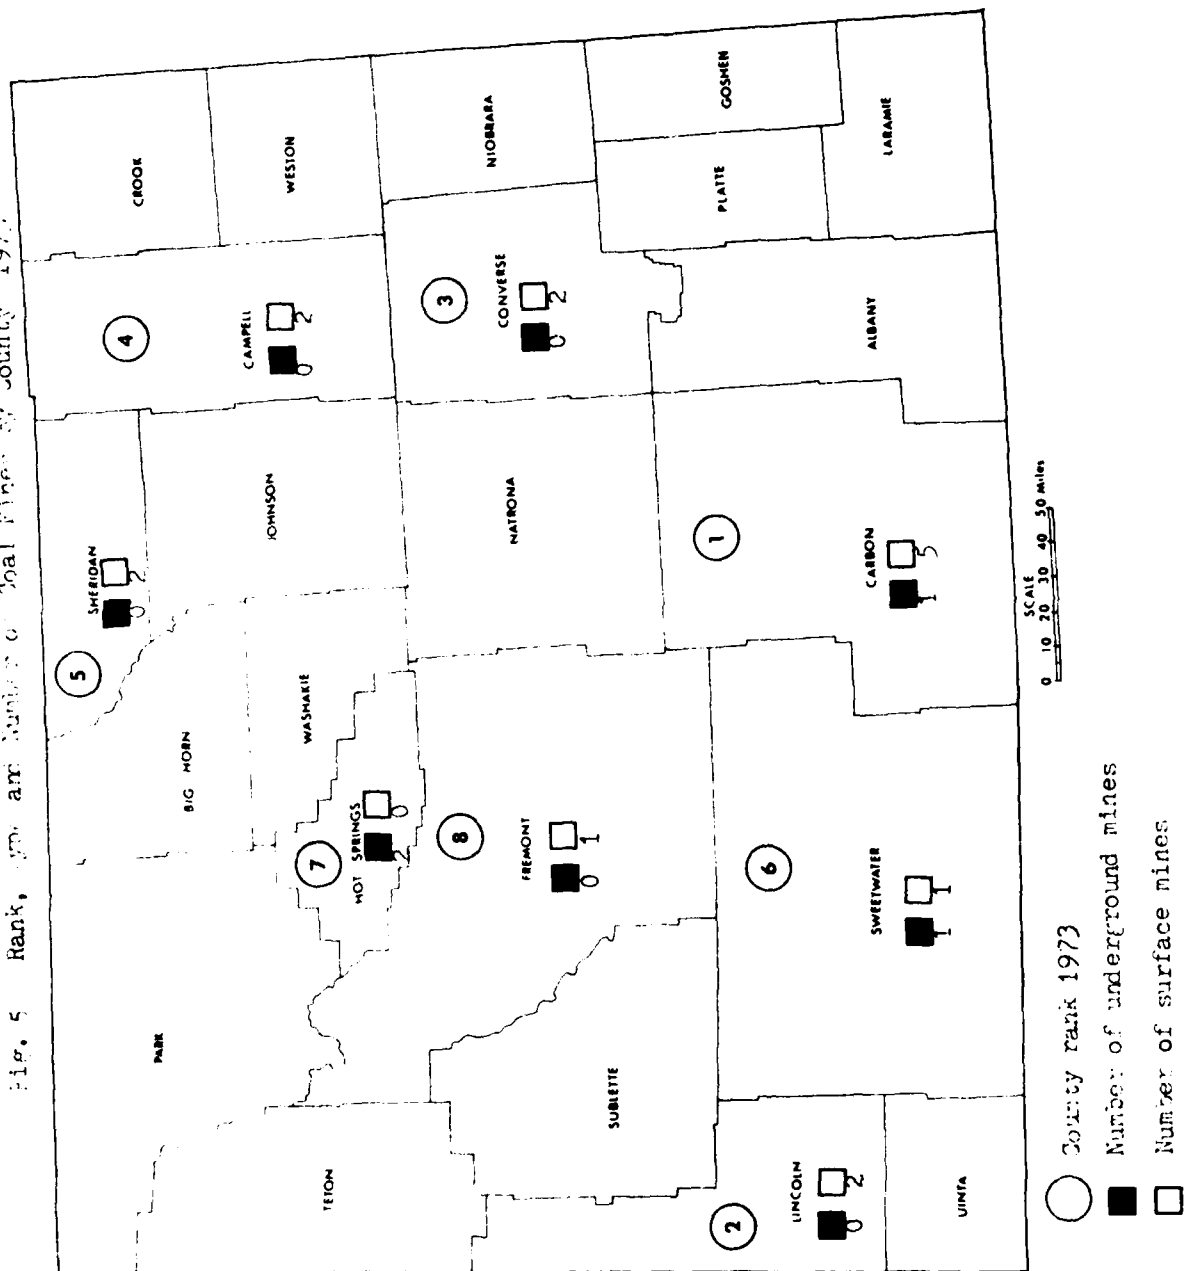 Fig. 5 Rank, and Number of Coal Mines by County 197
CROOK
4
5
SHERIDAN
0 2
CAMPELL
0 2
WESTON
JOHNSON
BIG HORN
PARK
WASHAKIE
7
HOT SPRINGS
2 0
TETON
3
CONVERSE
0 2
NIOBRARA
NATRONA
8
FREMONT
0 1
SUBLETTE
GOSHEN
PLATTE
1
CARBON
1 5
ALBANY
LARAMIE
6
SWEETWATER
1 1
2
LINCOLN
0 2
UINTA
SCALE
0 10 20 30 40 50 Miles
County rank 1973
Number of underground mines
Number of surface mines